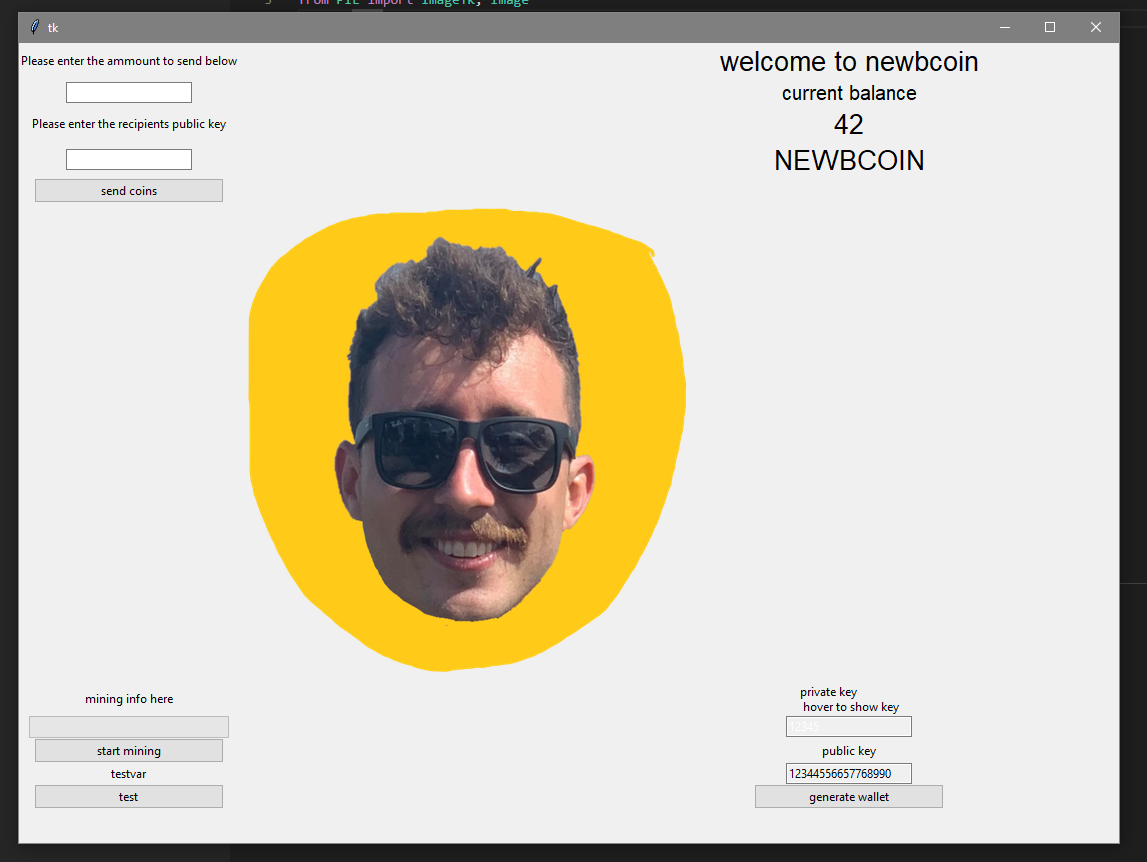 from PIL import ImageTk, Image
tk
Please enter the ammount to send below
Please enter the recipients public key
send coins
welcome to newbcoin
current balance
42
NEWBCOIN
mining info here
start mining
testvar
test
private key
hover to show key
12345
public key
12344556657768990
generate wallet